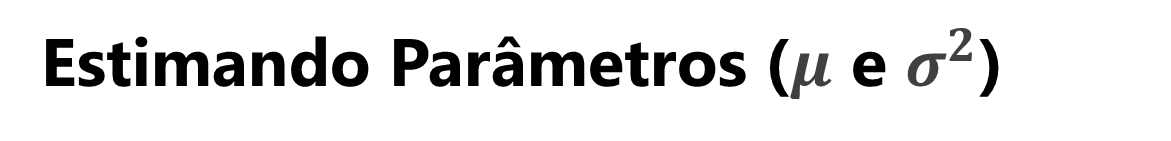 Estimando Parâmetros (μ e σ²)